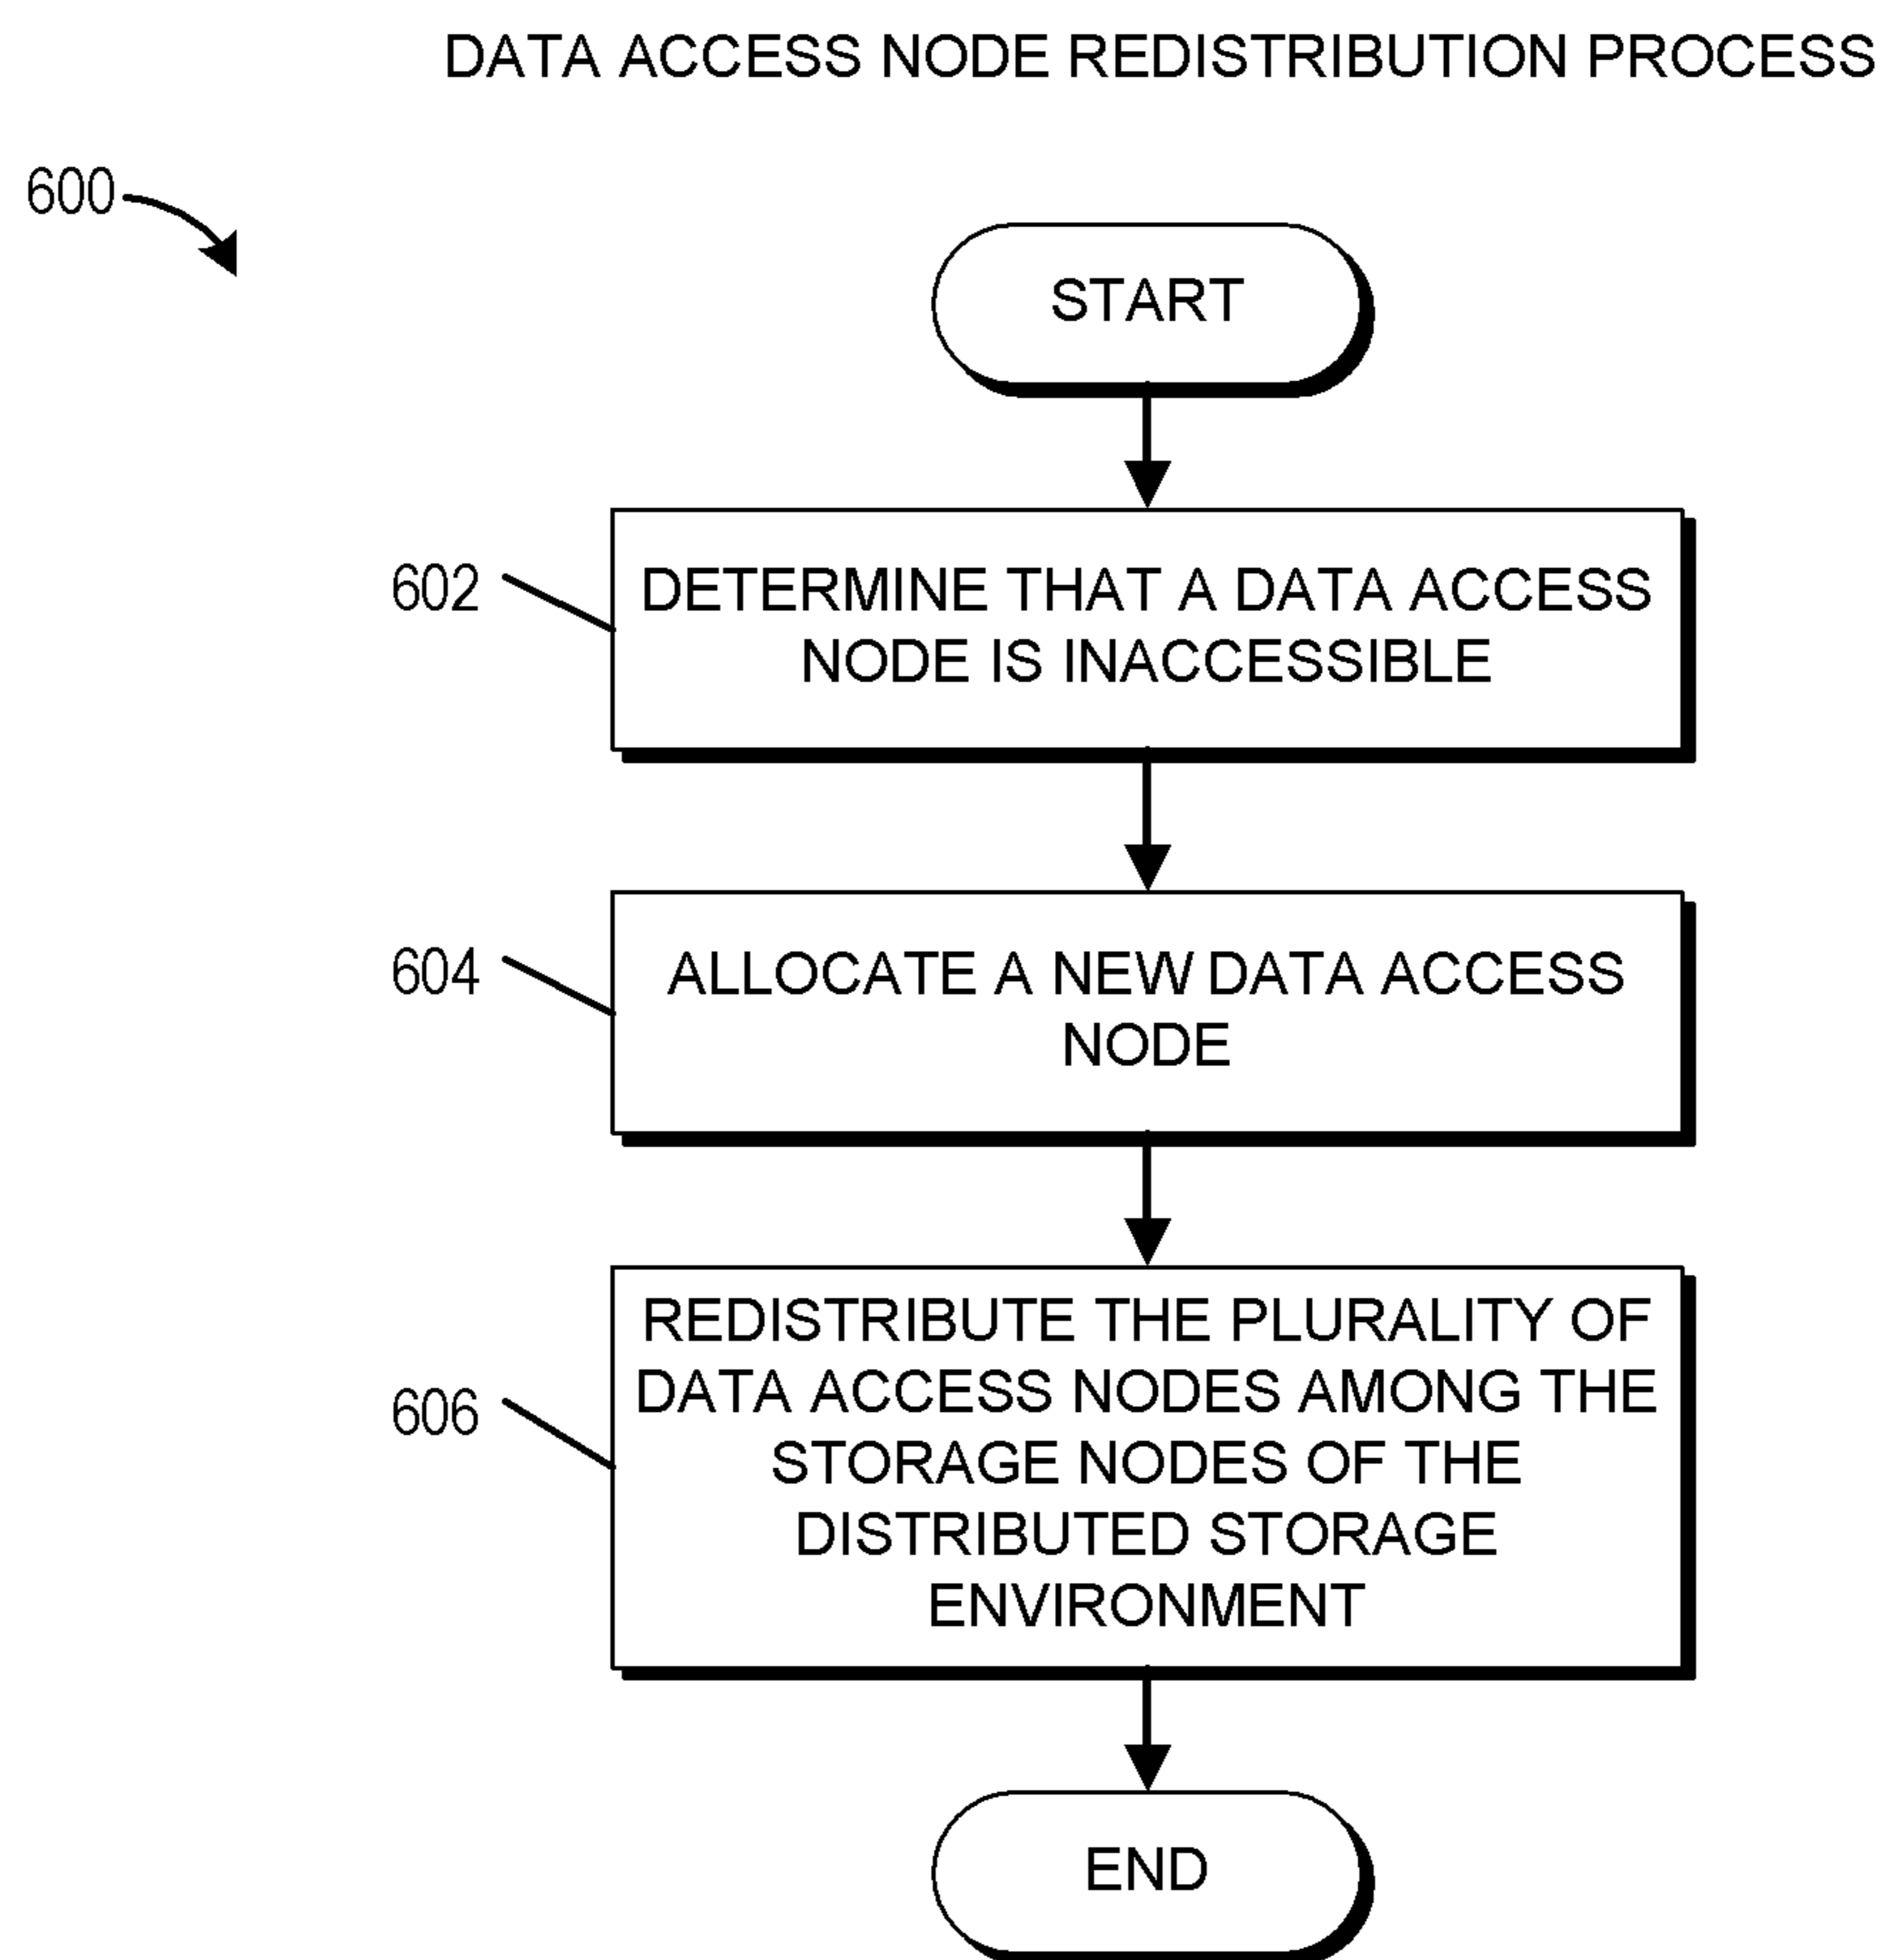 DATA ACCESS NODE REDISTRIBUTION PROCESS
600
START
602
DETERMINE THAT A DATA ACCESS
NODE IS INACCESSIBLE
604
ALLOCATE A NEW DATA ACCESS
NODE
606
REDISTRIBUTE THE PLURALITY OF
DATA ACCESS NODES AMONG THE
STORAGE NODES OF THE
DISTRIBUTED STORAGE
ENVIRONMENT
END